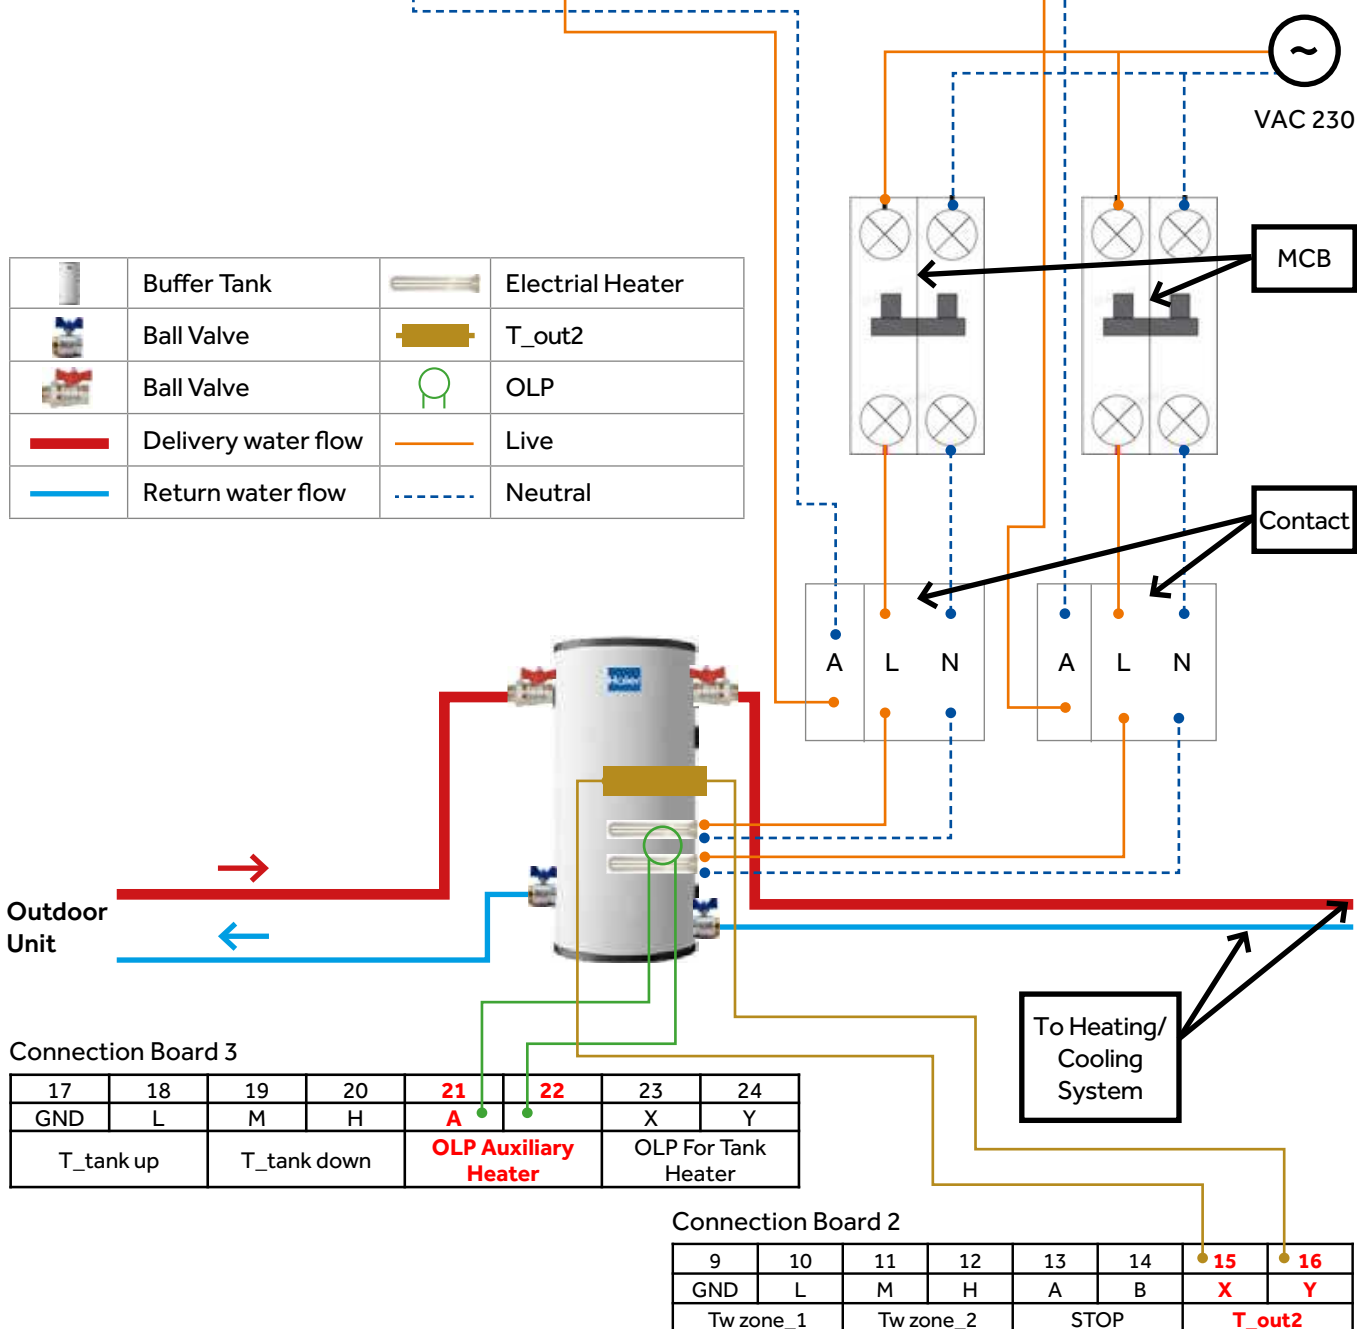 ~
VAC 230
MCB
Buffer Tank
Electrial Heater
Ball Valve
T_out2
Ball Valve
OLP
Delivery water flow
Live
Return water flow
Neutral
Contact
A L N
A L N
Haier
Outdoor
Unit
To Heating/
Cooling
System
Connection Board 3
17 18 19 20 21 22 23 24
GND L M H A X Y
T_tank up
T_tank down
OLP Auxiliary
Heater
OLP For Tank
Heater
Connection Board 2
9 10 11 12 13 14 15 16
GND L M H A B X Y
Tw zone_1 Tw zone_2 STOP T_out2